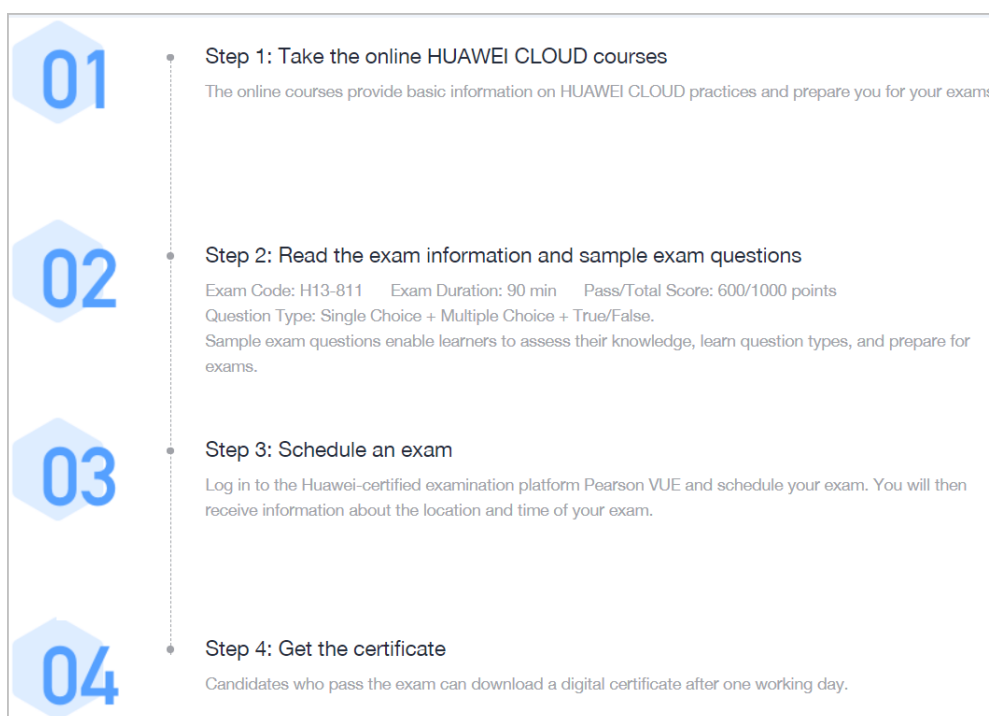 01
Step 1: Take the online HUAWEI CLOUD courses
The online courses provide basic information on HUAWEI CLOUD practices and prepare you for your exams
02
Step 2: Read the exam information and sample exam questions
Exam Code: H13-811 Exam Duration: 90 min Pass/Total Score: 600/1000 points
Question Type: Single Choice + Multiple Choice + True/False.
Sample exam questions enable learners to assess their knowledge, learn question types, and prepare for
exams.
03
Step 3: Schedule an exam
Log in to the Huawei-certified examination platform Pearson VUE and schedule your exam. You will then
receive information about the location and time of your exam.
04
Step 4: Get the certificate
Candidates who pass the exam can download a digital certificate after one working day.